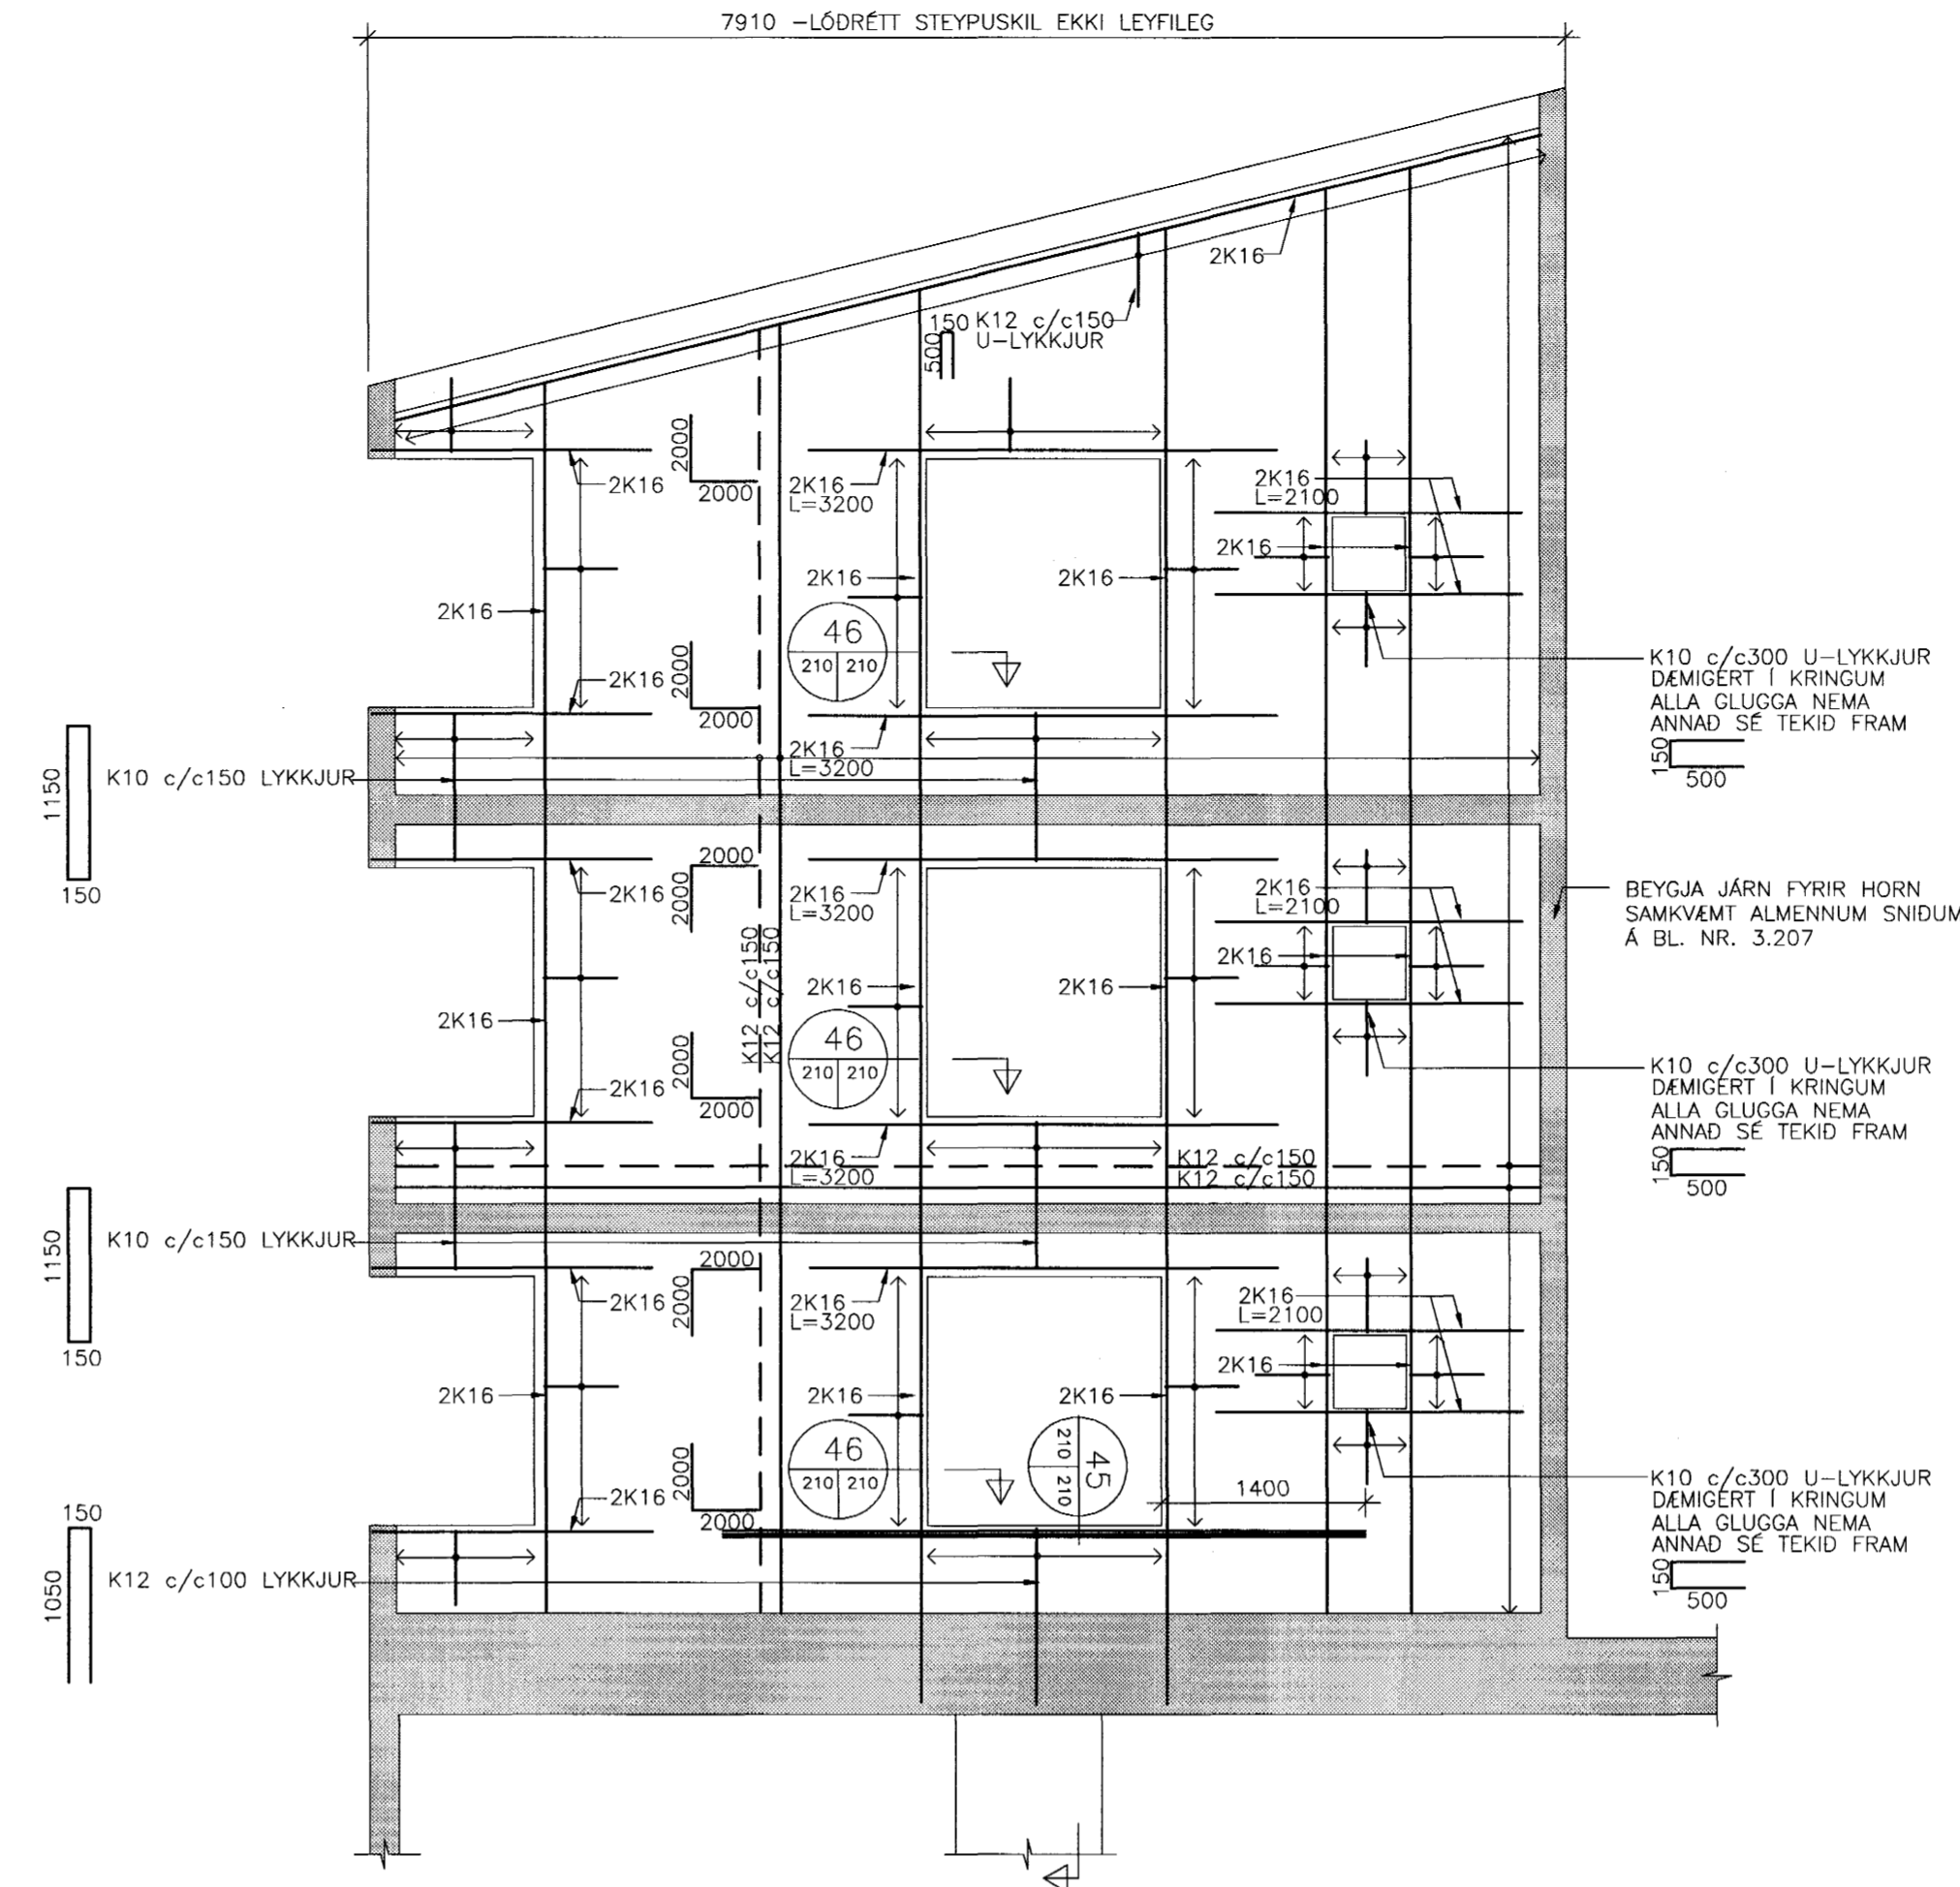 7910 -LÓÐRÉTT STEYPUSKIL EKKI LEYFILEG
2K16
150 K12 c/c150
U-LYKKJUR
500
2K16
2000
2000
2K16
L=3200
2K16
L=2100
2K16
2K16
2K16
2K16
46
210 210
2K16
2000
2000
2K16
L=3200
K10 c/c300 U-LYKKJUR
DÆMIGERT Í KRINGUM
ALLA GLUGGA NEMA
ANNAÐ SÉ TEKIÐ FRAM
150
500
1150
150
K10 c/c150 LYKKJUR
2K16
2000
2000
2K16
L=3200
2K16
L=2100
BEYGJA JÁRN FYRIR HORN
SAMKVÆMT ALMENNUM SNIÐUM
Á BL. NR. 3.207
K12 c/c150
K12 c/c150
2K16
2K16
2K16
2K16
46
210 210
2K16
2000
2000
2K16
L=3200
K12 c/c150
K12 c/c150
K10 c/c300 U-LYKKJUR
DÆMIGERT Í KRINGUM
ALLA GLUGGA NEMA
ANNAÐ SÉ TEKIÐ FRAM
150
500
1150
150
K10 c/c150 LYKKJUR
2K16
2000
2000
2K16
L=3200
2K16
L=2100
2K16
2K16
2K16
2K16
46
210 210
45
210 210
1400
2K16
2000
2000
K10 c/c300 U-LYKKJUR
DÆMIGERT Í KRINGUM
ALLA GLUGGA NEMA
ANNAÐ SÉ TEKIÐ FRAM
150
500
150
1050
K12 c/c100 LYKKJUR